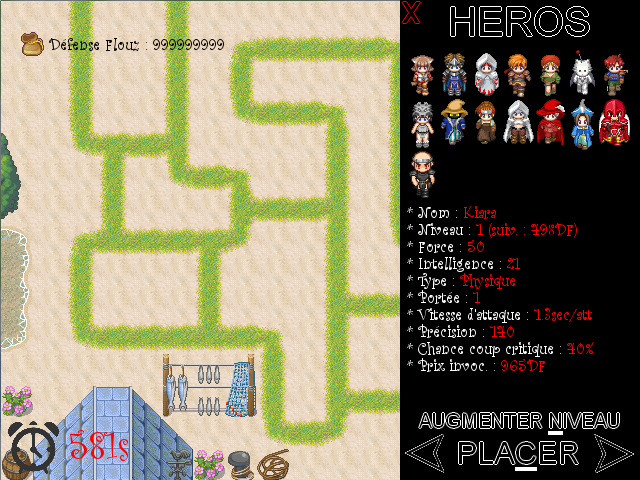 Défense Flouz : 999999999
X
HEROS
* Nom : Kiara
* Niveau : 1 (suiv. : 498DF)
* Force : 50
* Intelligence : 21
* Type : Physique
* Portée : 1
* Vitesse d'attaque : 1.3sec/att
* Précision : 140
* Chance coup critique : 40%
* Prix invoc. : 965DF
AUGMENTER NIVEAU
PLACER
581s